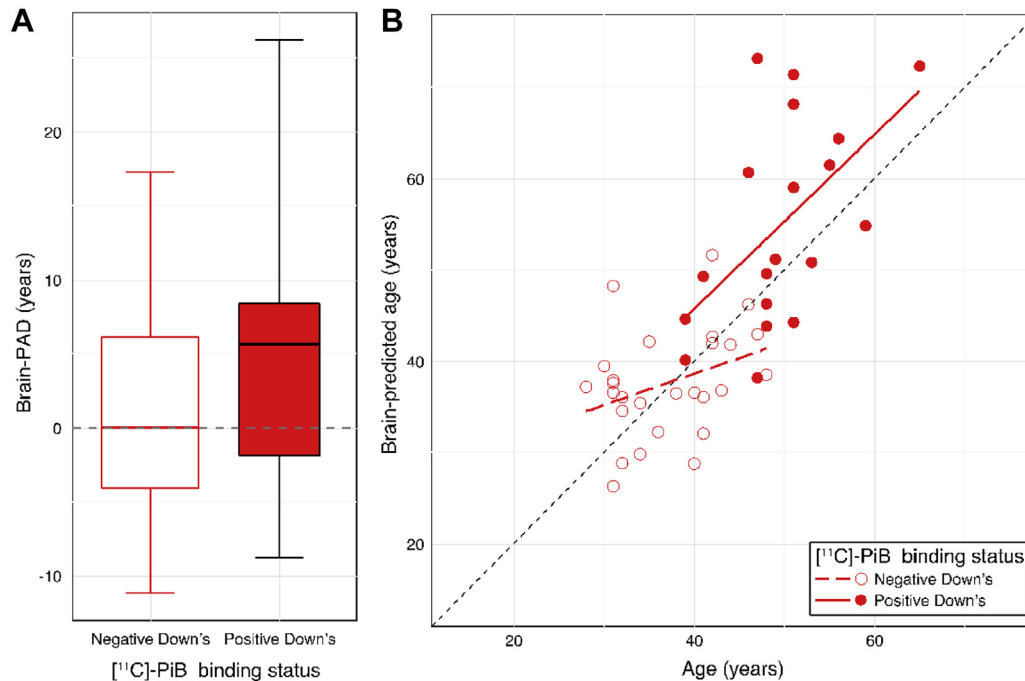 A
Brain-PAD (years)
20
10
0
-10
Negative Down's Positive Down's
[¹¹C]-PiB binding status
B
Brain-predicted age (years)
60
40
20
20 40 60
Age (years)
[¹¹C]-PiB binding status
Negative Down's
Positive Down's